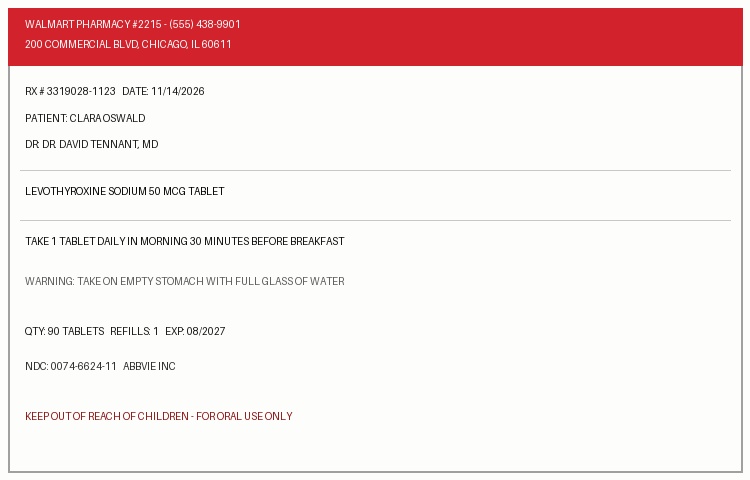 WALMART PHARMACY #2215 - (555) 438-9901
200 COMMERCIAL BLVD, CHICAGO, IL 60611
RX # 3319028-1123 DATE: 11/14/2026
PATIENT: CLARA OSWALD
DR: DR. DAVID TENNANT, MD
LEVOTHYROXINE SODIUM 50 MCG TABLET
TAKE 1 TABLET DAILY IN MORNING 30 MINUTES BEFORE BREAKFAST
WARNING: TAKE ON EMPTY STOMACH WITH FULL GLASS OF WATER
QTY: 90 TABLETS REFILLS: 1 EXP: 08/2027
NDC: 0074-6624-11 ABBVIE INC
KEEP OUT OF REACH OF CHILDREN - FOR ORAL USE ONLY